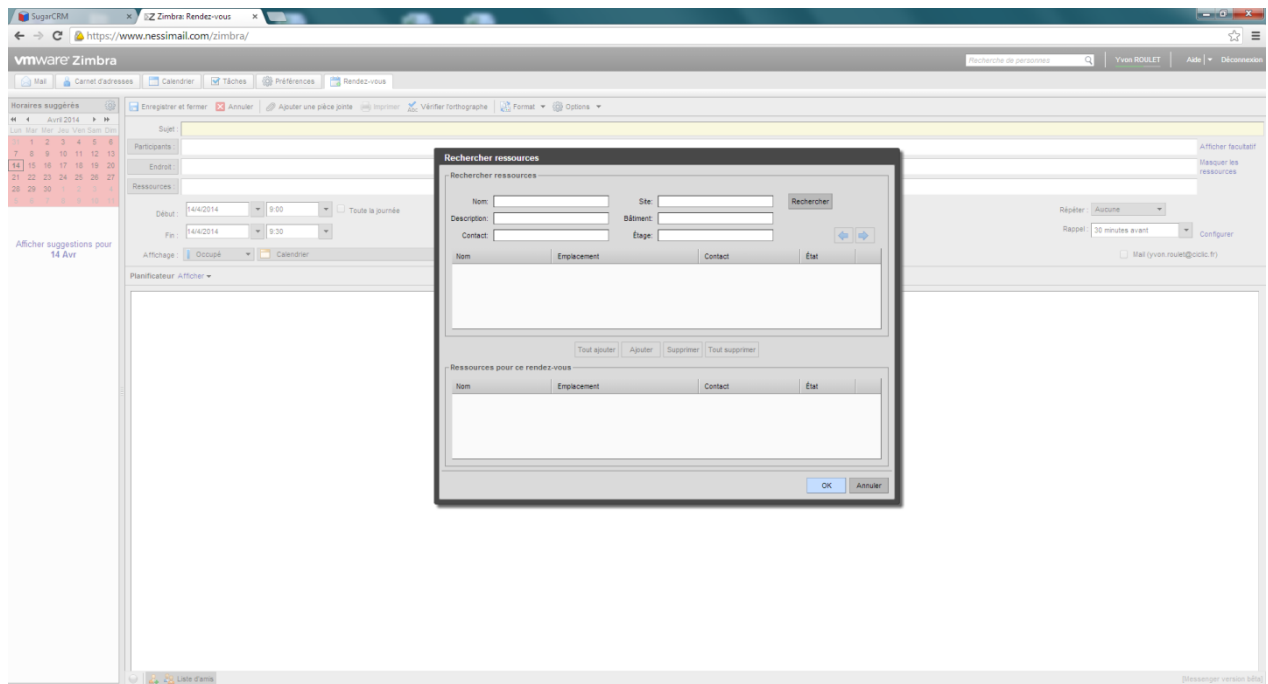 SugarCRM
Zimbra: Rendez-vous
https://www.nessimail.com/zimbra/
vmware Zimbra
Recherche de personnes
Yvon ROULET
Aide
Déconnexion
Mail
Carnet d'adresses
Calendrier
Tâches
Préférences
Rendez-vous
Horaires suggérés
Enregistrer et fermer
Annuler
Ajouter une pièce jointe
Imprimer
Vérifier l'orthographe
Format
Options
Avril 2014
Lun Mar Mer Jeu Ven Sam Dim
31 1 2 3 4 5 6
7 8 9 10 11 12 13
14 15 16 17 18 19 20
21 22 23 24 25 26 27
28 29 30 1 2 3 4
5 6 7 8 9 10 11
Afficher suggestions pour
14 Avr
Sujet :
Participants
Afficher facultatif
Endroit :
Masquer les
ressources
Ressources
Début :
14/4/2014
9:00
Toute la journée
Répéter :
Aucune
Fin :
14/4/2014
9:30
Rappel :
30 minutes avant
Configurer
Affichage :
Occupé
Calendrier
Mail (yvon.roulet@ciclic.fr)
Planificateur Afficher
Rechercher ressources
Rechercher ressources
Nom:
Site:
Rechercher
Description:
Bâtiment:
Contact:
Étage:
Nom
Emplacement
Contact
État
Tout ajouter
Ajouter
Supprimer
Tout supprimer
Ressources pour ce rendez-vous
Nom
Emplacement
Contact
État
OK
Annuler
Liste d'amis
[Messenger version bêta]